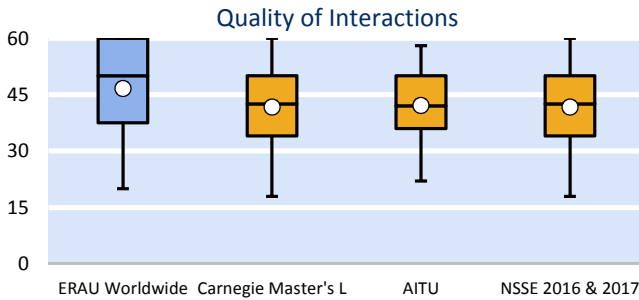 Quality of Interactions
60
45
30
15
0
ERAU Worldwide Carnegie Master's L AITU NSSE 2016 & 2017